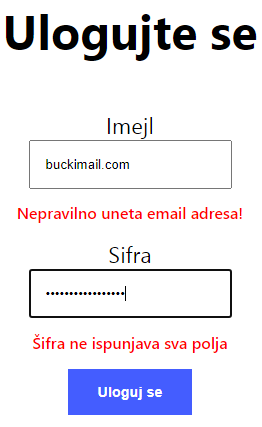 Ulogujte se
Imejl
buckimail.com
Nepravilno uneta email adresa!
Sifra
•••••••••••••••••
Šifra ne ispunjava sva polja
Uloguj se